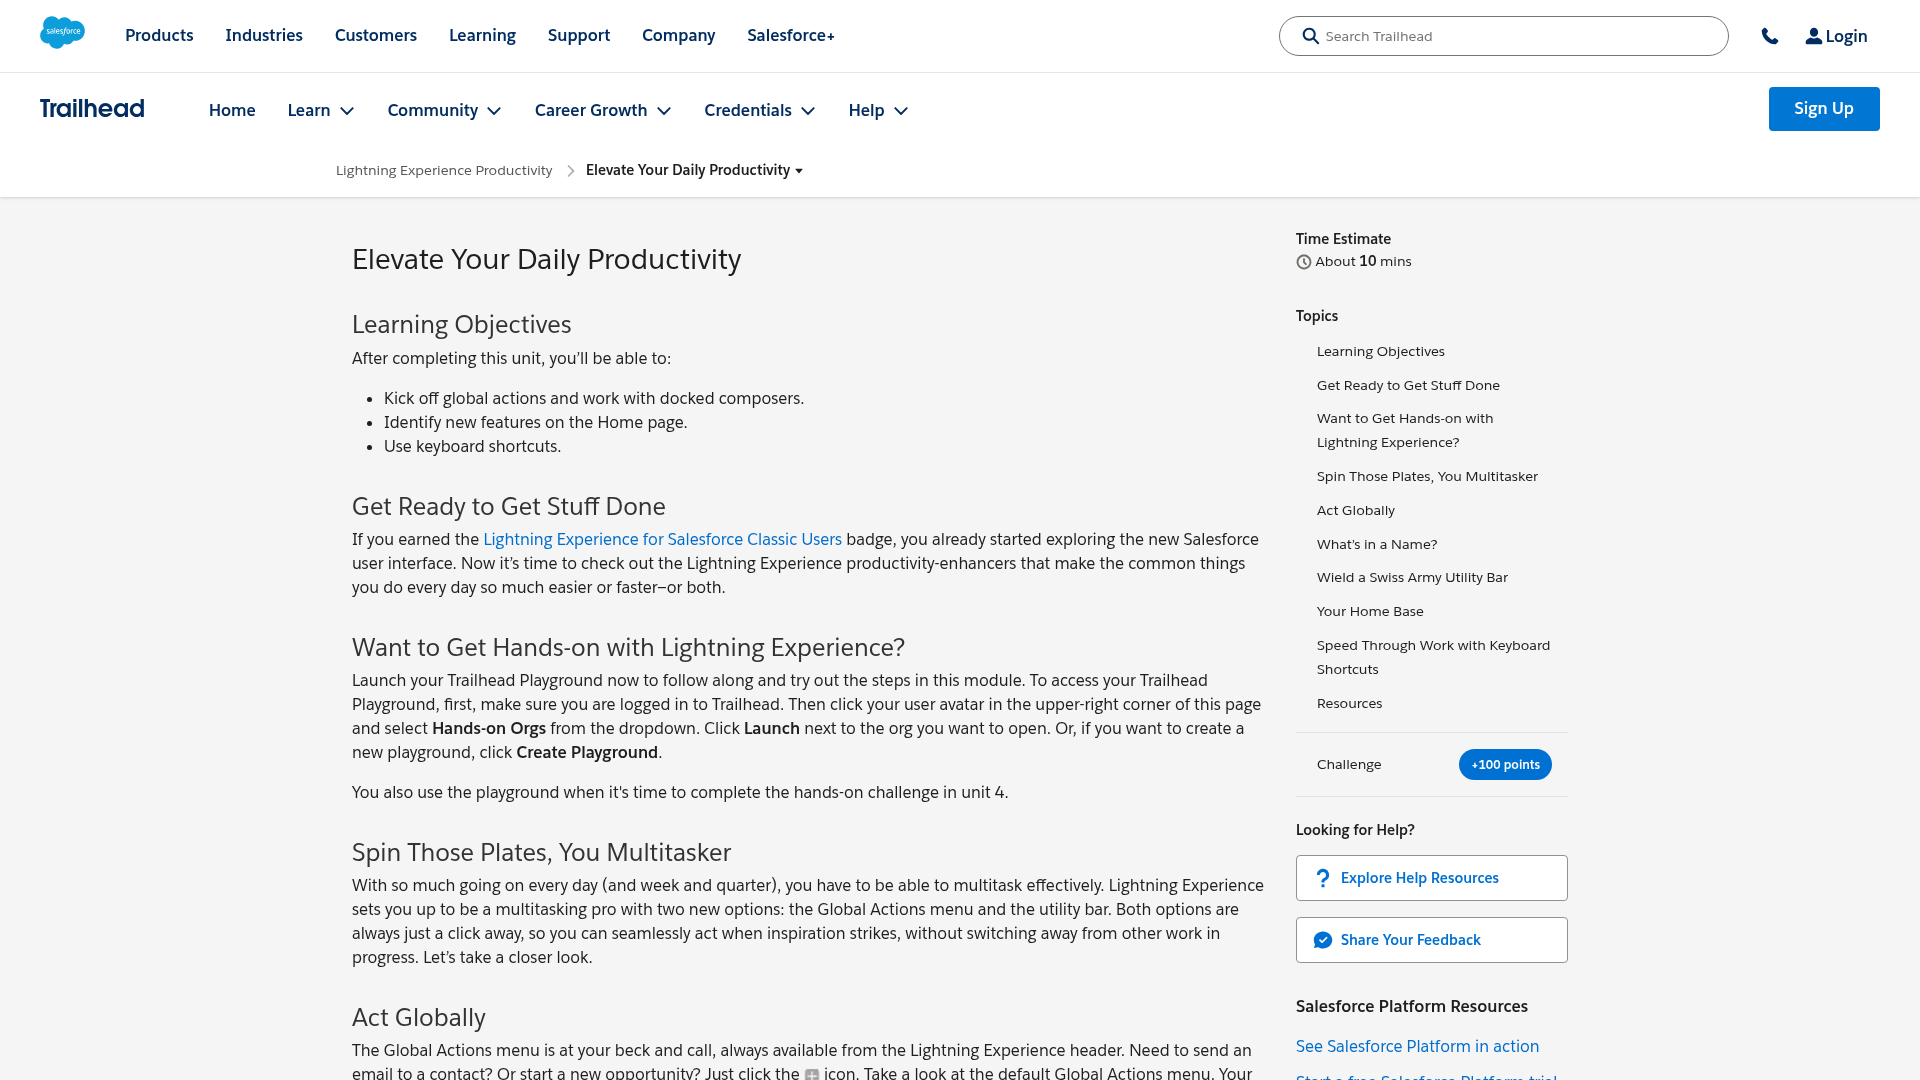 salesforce
Products Industries Customers Learning Support Company Salesforce+
Search Trailhead
Login
Trailhead
Home Learn Community Career Growth Credentials Help
Sign Up
Lightning Experience Productivity
Elevate Your Daily Productivity
Elevate Your Daily Productivity
Learning Objectives
After completing this unit, you’ll be able to:
Kick off global actions and work with docked composers.
Identify new features on the Home page.
Use keyboard shortcuts.
Get Ready to Get Stuff Done
If you earned the Lightning Experience for Salesforce Classic Users badge, you already started exploring the new Salesforce
user interface. Now it’s time to check out the Lightning Experience productivity-enhancers that make the common things
you do every day so much easier or faster—or both.
Want to Get Hands-on with Lightning Experience?
Launch your Trailhead Playground now to follow along and try out the steps in this module. To access your Trailhead
Playground, first, make sure you are logged in to Trailhead. Then click your user avatar in the upper-right corner of this page
and select Hands-on Orgs from the dropdown. Click Launch next to the org you want to open. Or, if you want to create a
new playground, click Create Playground.
You also use the playground when it's time to complete the hands-on challenge in unit 4.
Spin Those Plates, You Multitasker
With so much going on every day (and week and quarter), you have to be able to multitask effectively. Lightning Experience
sets you up to be a multitasking pro with two new options: the Global Actions menu and the utility bar. Both options are
always just a click away, so you can seamlessly act when inspiration strikes, without switching away from other work in
progress. Let’s take a closer look.
Act Globally
The Global Actions menu is at your beck and call, always available from the Lightning Experience header. Need to send an
email to a contact? Or start a new opportunity? Just click the icon. Take a look at the default Global Actions menu. Your
Time Estimate
About 10 mins
Topics
Learning Objectives
Get Ready to Get Stuff Done
Want to Get Hands-on with
Lightning Experience?
Spin Those Plates, You Multitasker
Act Globally
What’s in a Name?
Wield a Swiss Army Utility Bar
Your Home Base
Speed Through Work with Keyboard
Shortcuts
Resources
Challenge
+100 points
Looking for Help?
Explore Help Resources
Share Your Feedback
Salesforce Platform Resources
See Salesforce Platform in action
Start a free Salesforce Platform trial